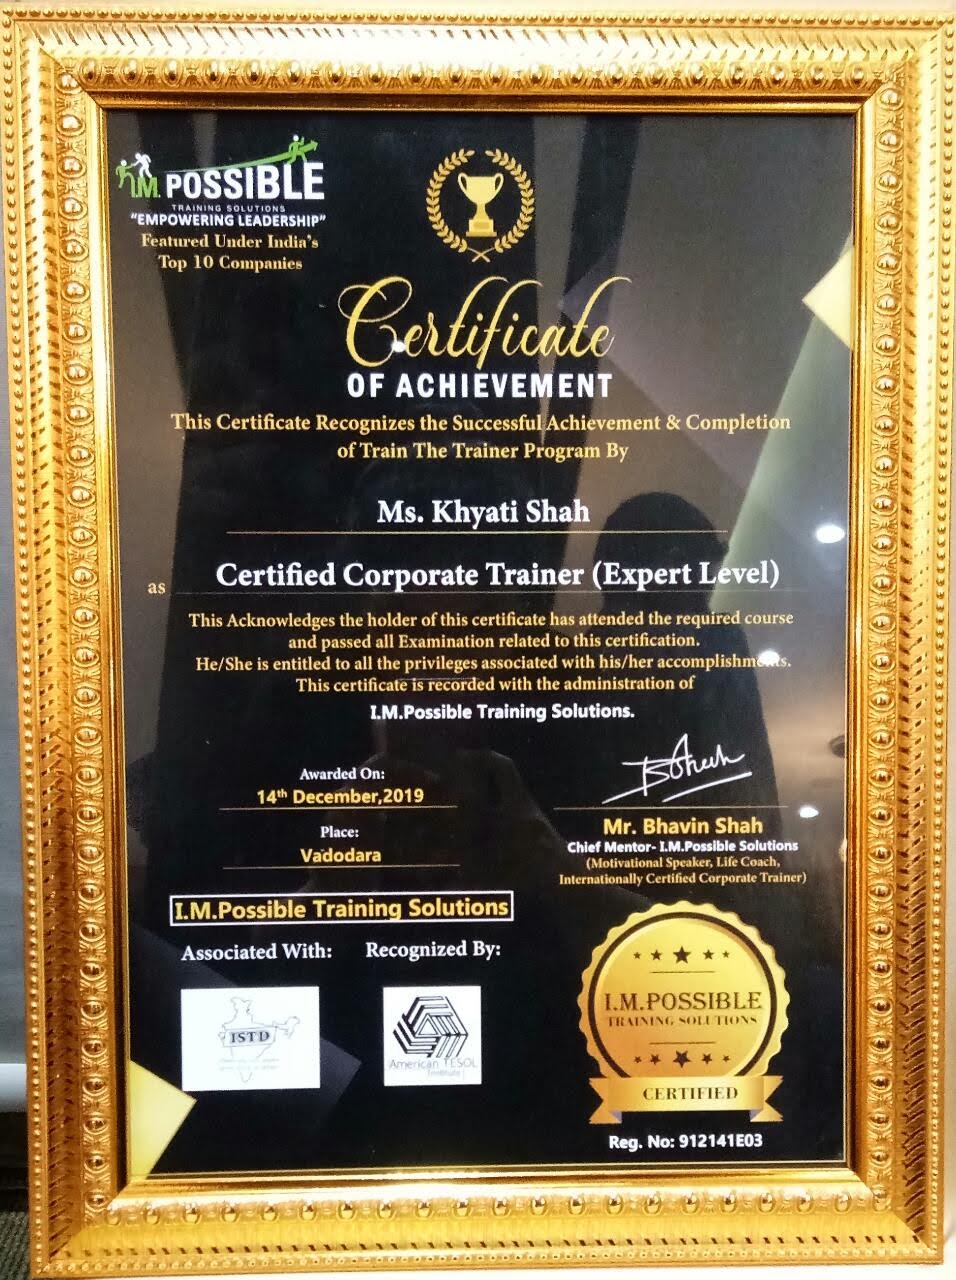 I.M. POSSIBLE
TRAINING SOLUTIONS
"EMPOWERING LEADERSHIP"
Featured Under India's
Top 10 Companies
Certificate
OF ACHIEVEMENT
This Certificate Recognizes the Successful Achievement & Completion
of Train The Trainer Program By
Ms. Khyati Shah
as Certified Corporate Trainer (Expert Level)
This Acknowledges the holder of this certificate has attended the required course
and passed all Examination related to this certification.
He/She is entitled to all the privileges associated with his/her accomplishments.
This certificate is recorded with the administration of
I.M.Possible Training Solutions.
Awarded On:
14th December,2019
Place:
Vadodara
Mr. Bhavin Shah
Chief Mentor- I.M.Possible Solutions
(Motivational Speaker, Life Coach,
Internationally Certified Corporate Trainer)
I.M.Possible Training Solutions
Associated With: Recognized By:
ISTD
American TESOL
Institute
I.M.POSSIBLE
TRAINING SOLUTIONS
CERTIFIED
Reg. No: 912141E03